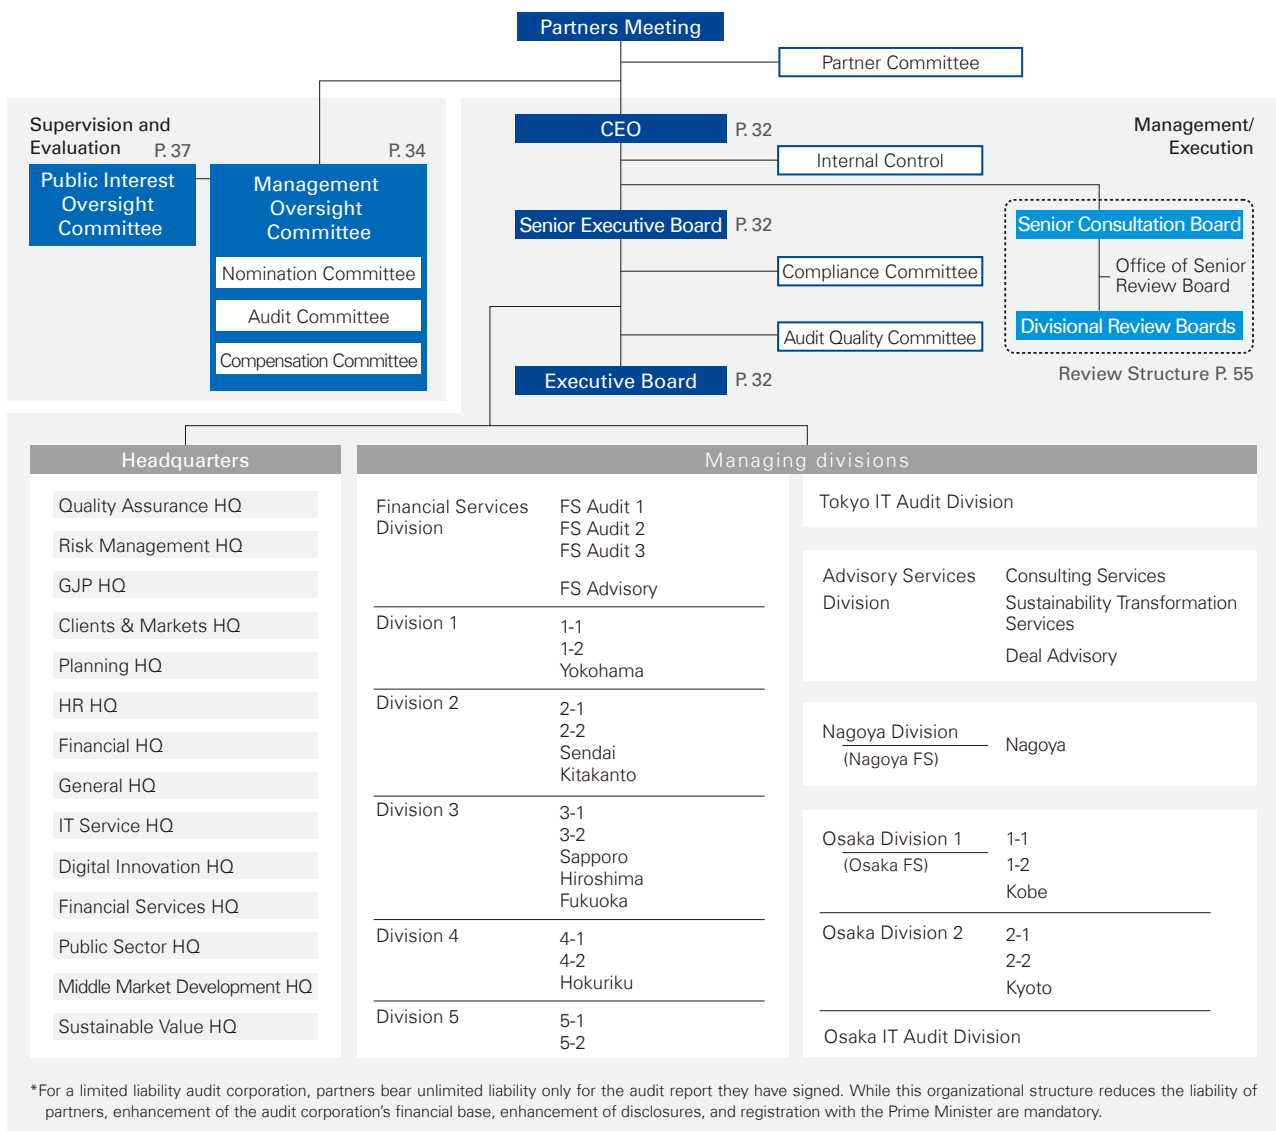 Partners Meeting
Partner Committee
Supervision and
Evaluation P. 37
P. 34
Public Interest
Oversight
Committee
Management
Oversight
Committee
Nomination Committee
Audit Committee
Compensation Committee
Management/
Execution
CEO P. 32
Internal Control
Senior Executive Board P. 32
Compliance Committee
Audit Quality Committee
Executive Board P. 32
Senior Consultation Board
Office of Senior
Review Board
Divisional Review Boards
Review Structure P. 55
Headquarters
Quality Assurance HQ
Risk Management HQ
GJP HQ
Clients & Markets HQ
Planning HQ
HR HQ
Financial HQ
General HQ
IT Service HQ
Digital Innovation HQ
Financial Services HQ
Public Sector HQ
Middle Market Development HQ
Sustainable Value HQ
Managing divisions
Financial Services
Division
FS Audit 1
FS Audit 2
FS Audit 3
FS Advisory
Division 1
1-1
1-2
Yokohama
Division 2
2-1
2-2
Sendai
Kitakanto
Division 3
3-1
3-2
Sapporo
Hiroshima
Fukuoka
Division 4
4-1
4-2
Hokuriku
Division 5
5-1
5-2
Tokyo IT Audit Division
Advisory Services
Division
Consulting Services
Sustainability Transformation
Services
Deal Advisory
Nagoya Division
(Nagoya FS)
Nagoya
Osaka Division 1
(Osaka FS)
1-1
1-2
Kobe
Osaka Division 2
2-1
2-2
Kyoto
Osaka IT Audit Division
*For a limited liability audit corporation, partners bear unlimited liability only for the audit report they have signed. While this organizational structure reduces the liability of
partners, enhancement of the audit corporation's financial base, enhancement of disclosures, and registration with the Prime Minister are mandatory.